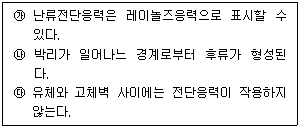 ㉮ 난류전단응력은 레이놀즈응력으로 표시할 수
있다.
㉯ 박리가 일어나느 경계로부터 후류가 형성된
다.
㉰ 유체와 고체벽 사이에는 전단응력이 작용하지
않는다.